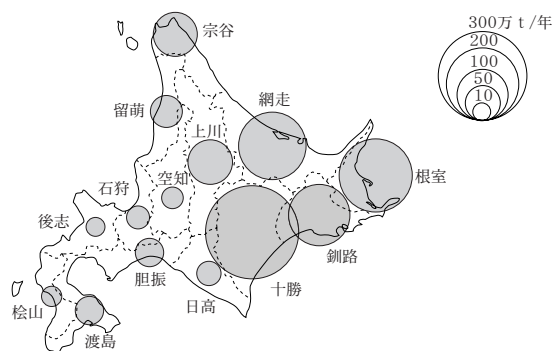 300万 t /年
200
100
50
10
宗谷
留萌
網走
上川
石狩
空知
根室
後志
釧路
胆振
十勝
日高
桧山
渡島